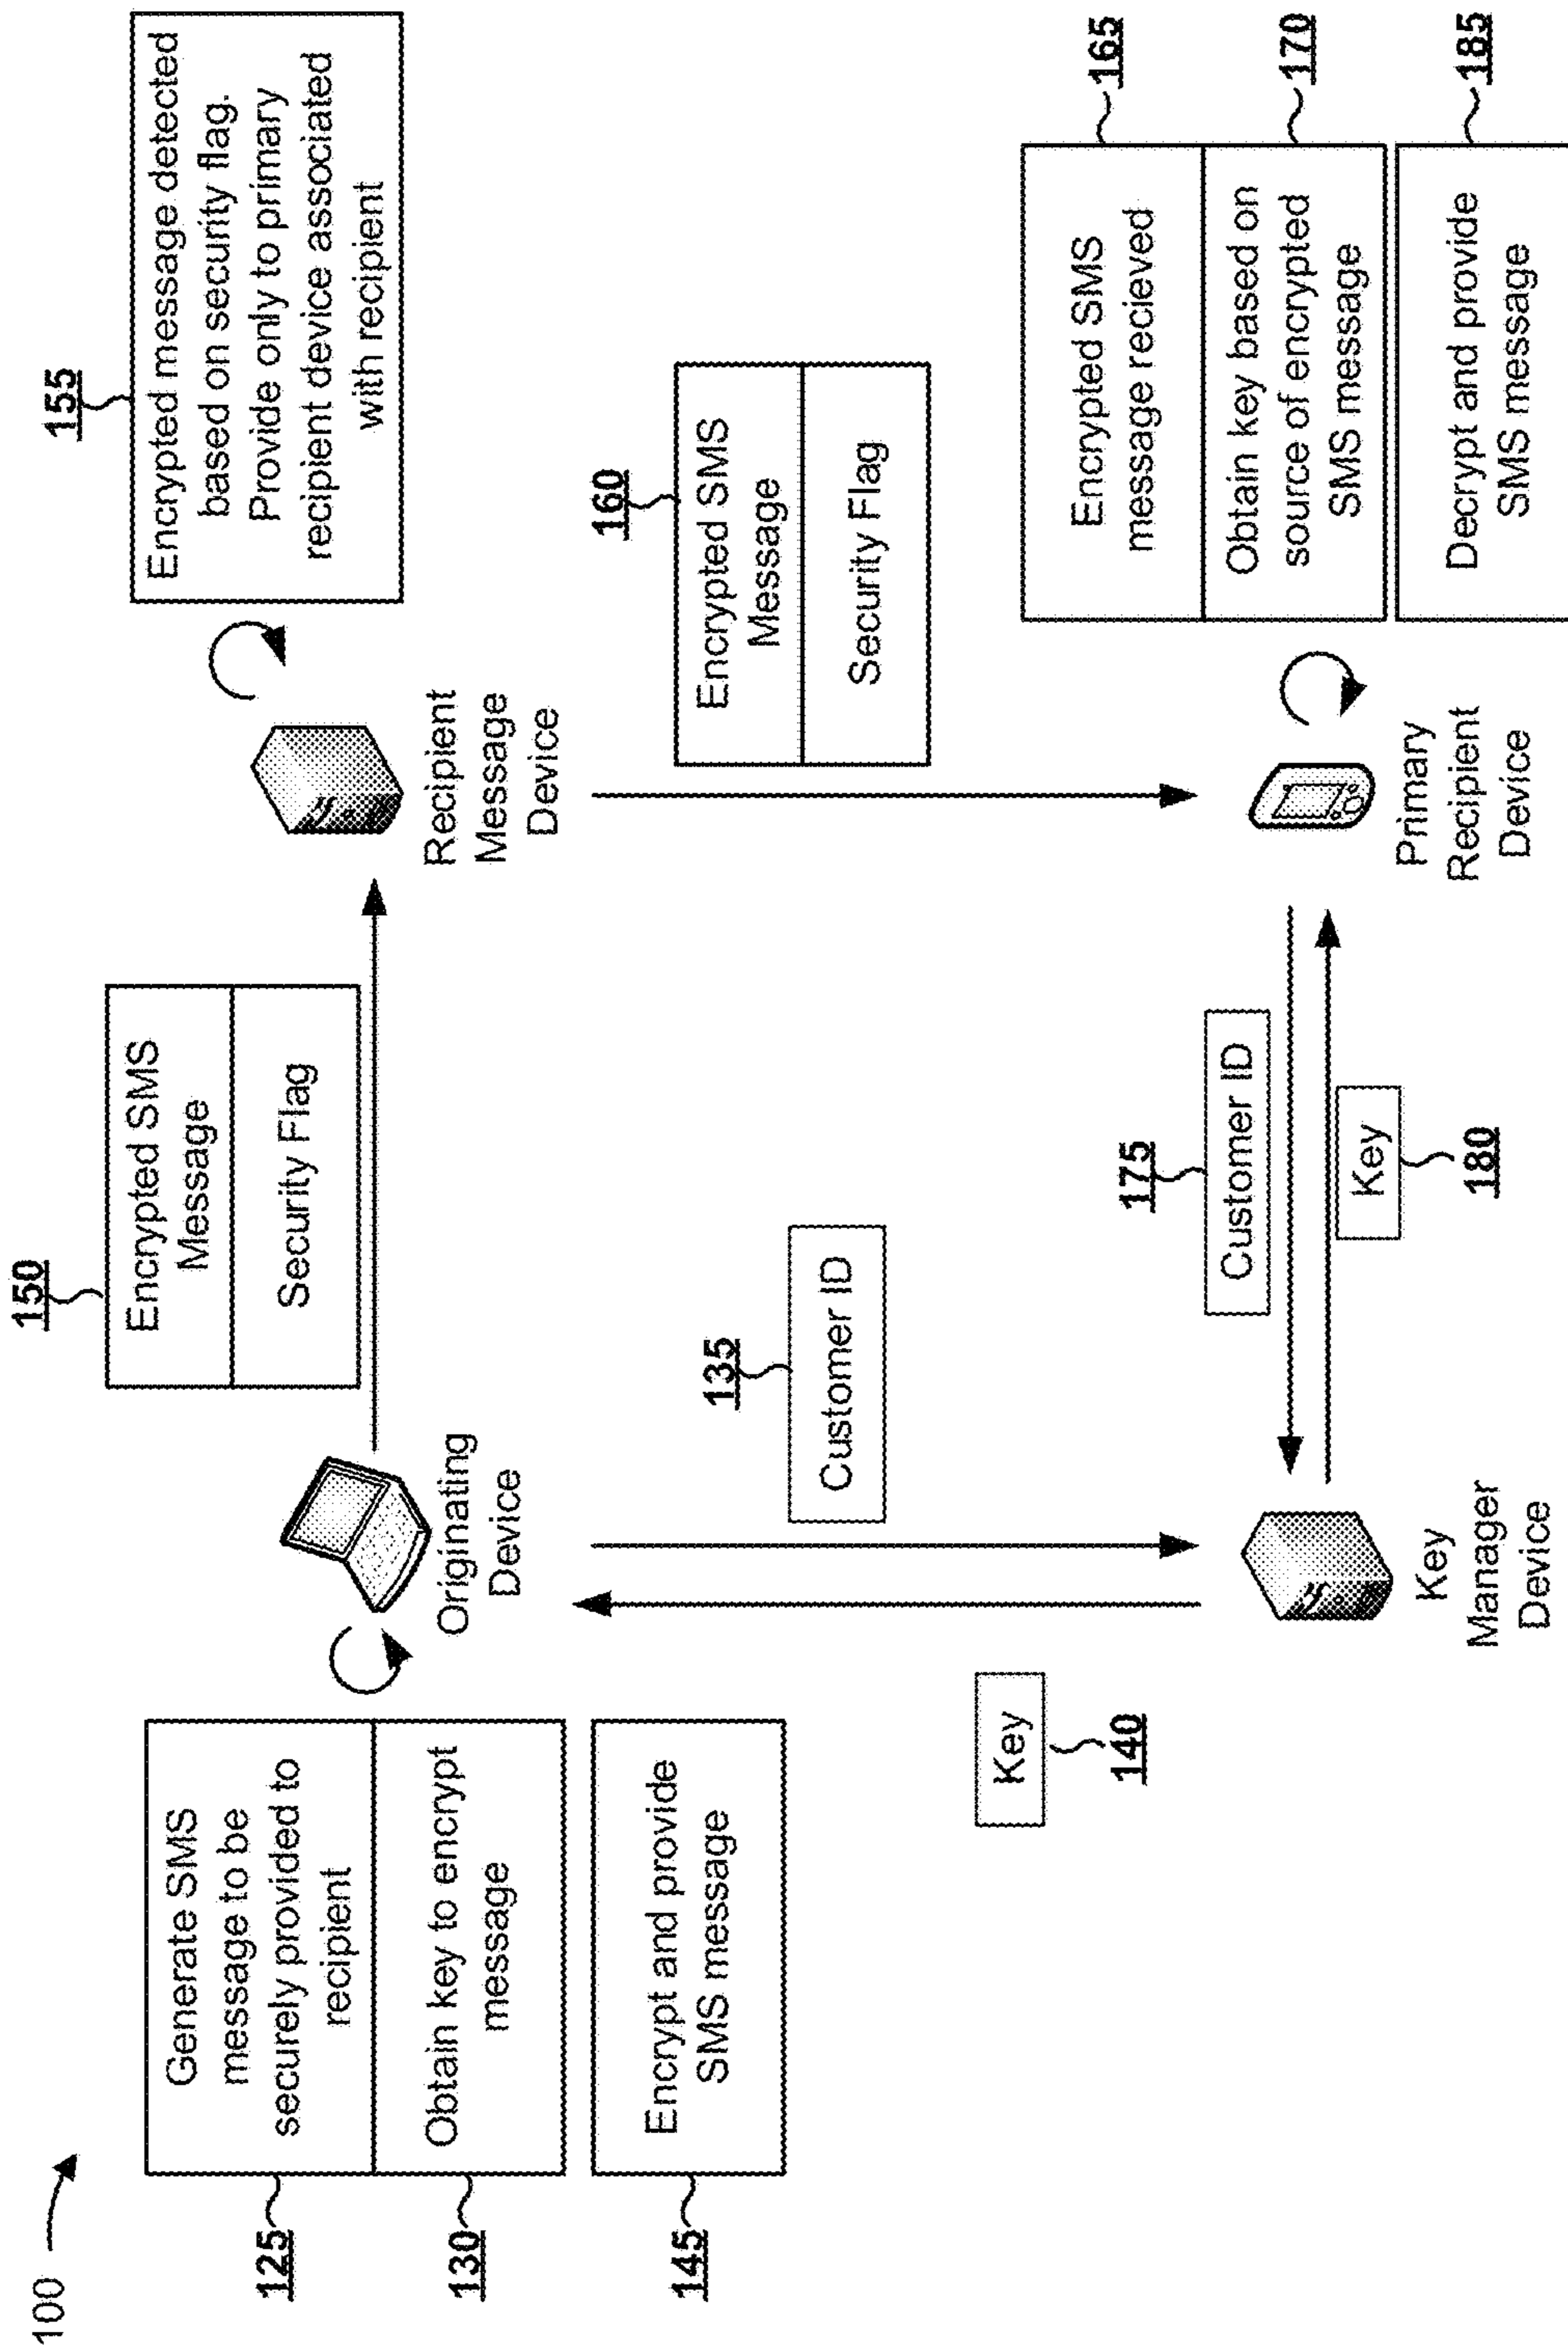 100
125
Generate SMS
message to be
securely provided to
recipient
130
Obtain key to encrypt
message
145
Encrypt and provide
SMS message
Originating
Device
150
Encrypted SMS
Message
Security Flag
Recipient
Message
Device
155
Encrypted message detected
based on security flag.
Provide only to primary
recipient device associated
with recipient
135
Customer ID
Key
140
160
Encrypted SMS
Message
Security Flag
Key
Manager
Device
175
Customer ID
Key
180
Primary
Recipient
Device
Encrypted SMS
message recieved
165
Obtain key based on
source of encrypted
SMS message
170
Decrypt and provide
SMS message
185